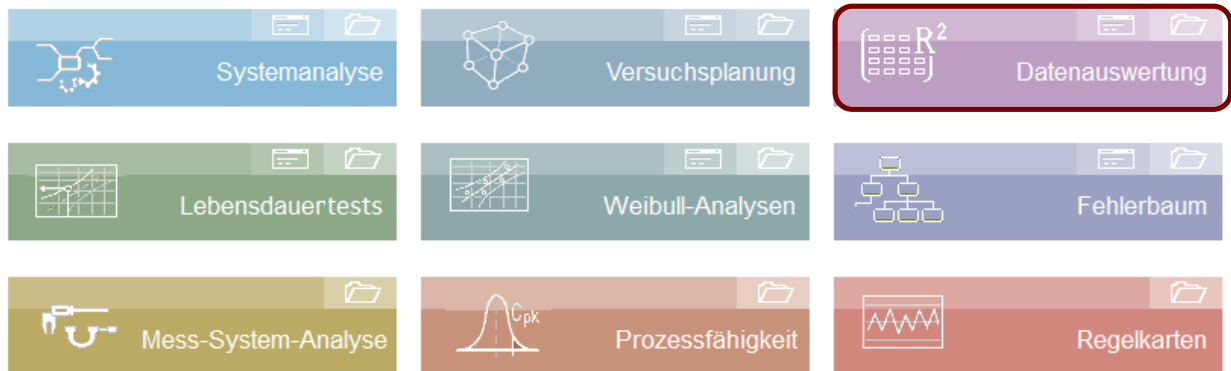 Systemanalyse
Versuchsplanung
R²
Datenauswertung
Lebensdauertests
Weibull-Analysen
Fehlerbaum
Mess-System-Analyse
Cpk
Prozessfähigkeit
Regelkarten